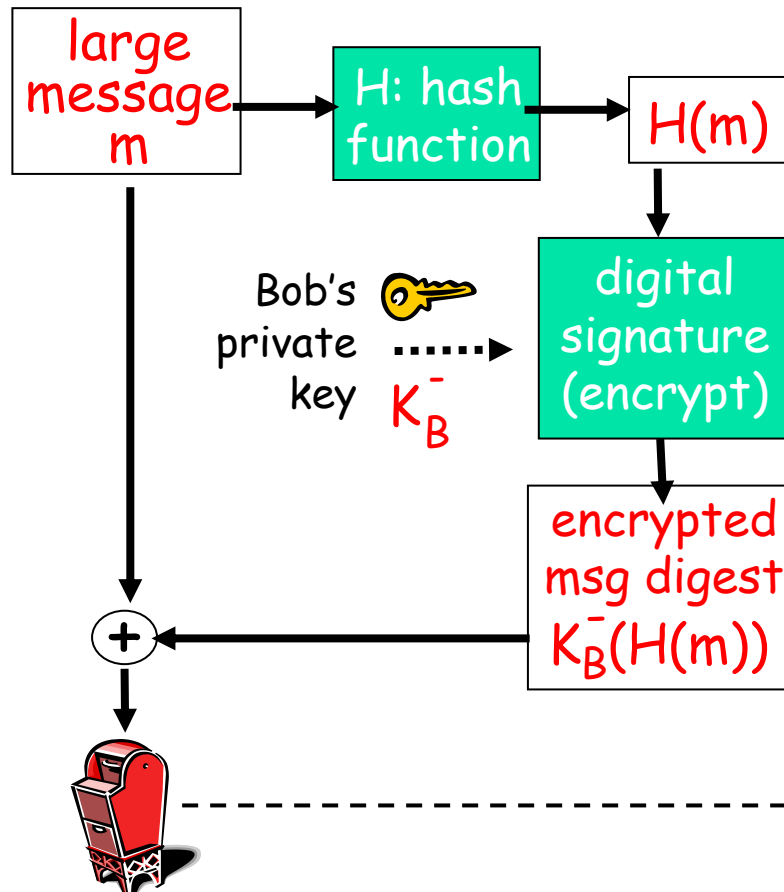 large
message
m
H: hash
function
H(m)
Bob's
private
key
K_B^-
digital
signature
(encrypt)
encrypted
msg digest
K_B^-(H(m))
+